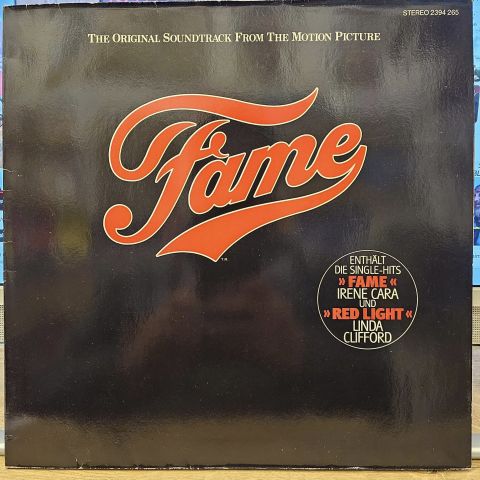 STEREO 2394 265
THE ORIGINAL SOUNDTRACK FROM THE MOTION PICTURE
Fame
T.M.
ENTHÄLT
DIE SINGLE-HITS
»FAME«
IRENE CARA
UND
»RED LIGHT«
LINDA
CLIFFORD